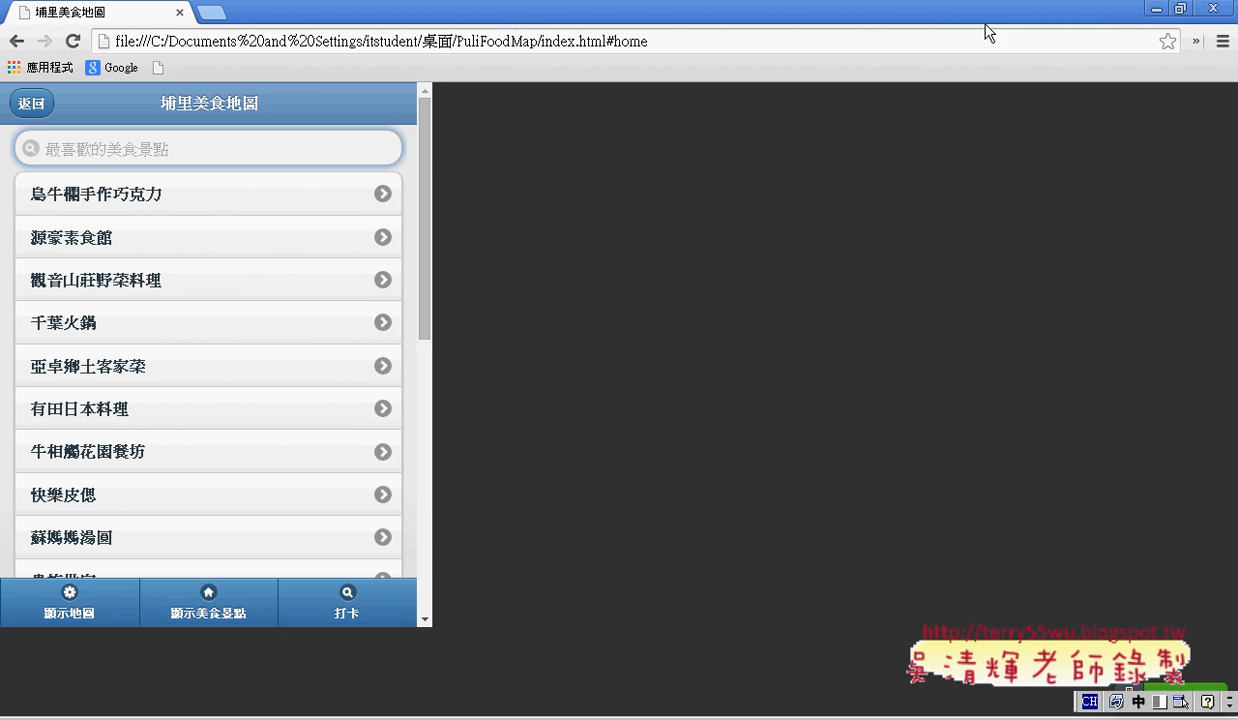 埔里美食地圖
file:///C:/Documents%20and%20Settings/itstudent/桌面/PuliFoodMap/index.html#home
應用程式 Google
返回 埔里美食地圖
最喜歡的美食景點
烏牛欄手作巧克力
源豪素食館
觀音山莊野菜料理
千葉火鍋
亞卓鄉土客家菜
有田日本料理
牛相觸花園餐坊
快樂皮偲
蘇媽媽湯圓
顯示地圖 顯示美食景點 打卡
http://terry55wu.blogspot.tw
吳清輝老師錄製
CH 中